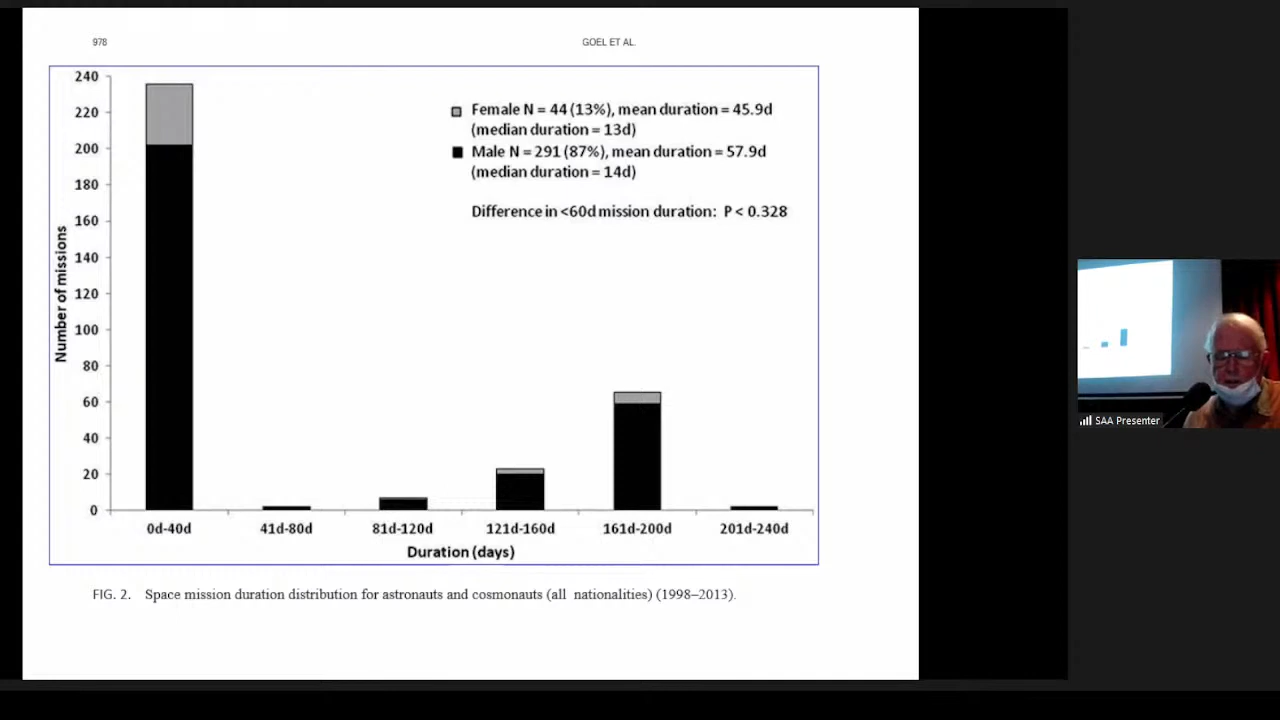 978
GOEL ET AL.
240
220
200
180
160
140
120
100
80
60
40
20
0
Number of missions
Female N = 44 (13%), mean duration = 45.9d
(median duration = 13d)
Male N = 291 (87%), mean duration = 57.9d
(median duration = 14d)
Difference in <60d mission duration: P < 0.328
0d-40d 41d-80d 81d-120d 121d-160d 161d-200d 201d-240d
Duration (days)
FIG. 2. Space mission duration distribution for astronauts and cosmonauts (all nationalities) (1998–2013).
SAA Presenter